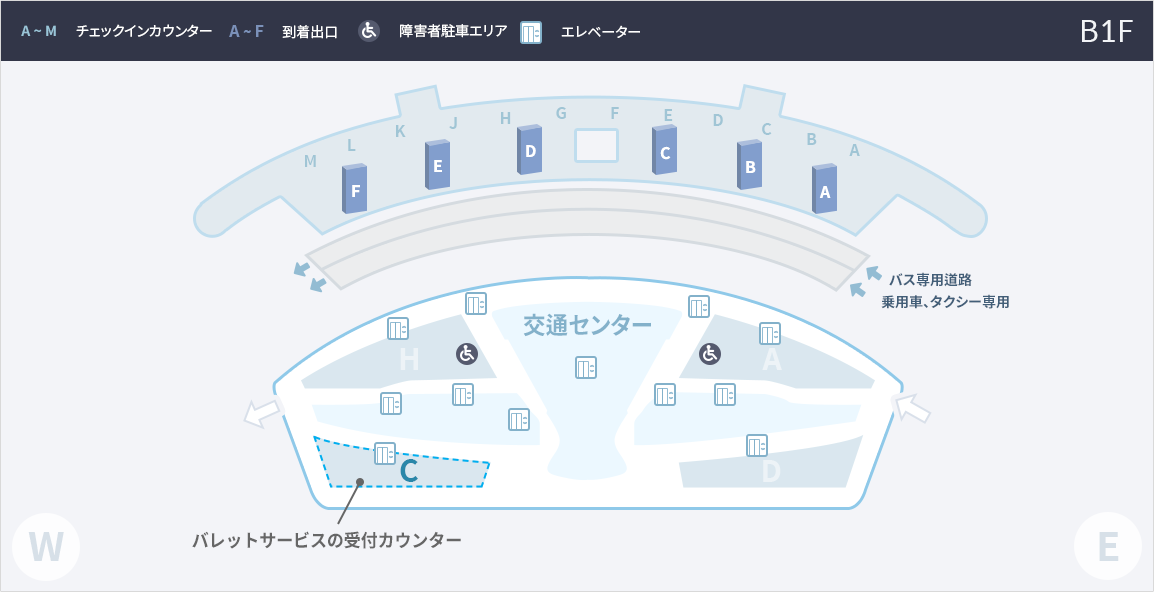 A ~ M チェックインカウンター A ~ F 到着出口 障害者駐車エリア エレベーター B1F
M L K J H G F E D C B A
F E D C B A
バス専用道路
乗用車、タクシー専用
交通センター
H A
C D
バレットサービスの受付カウンター
W E